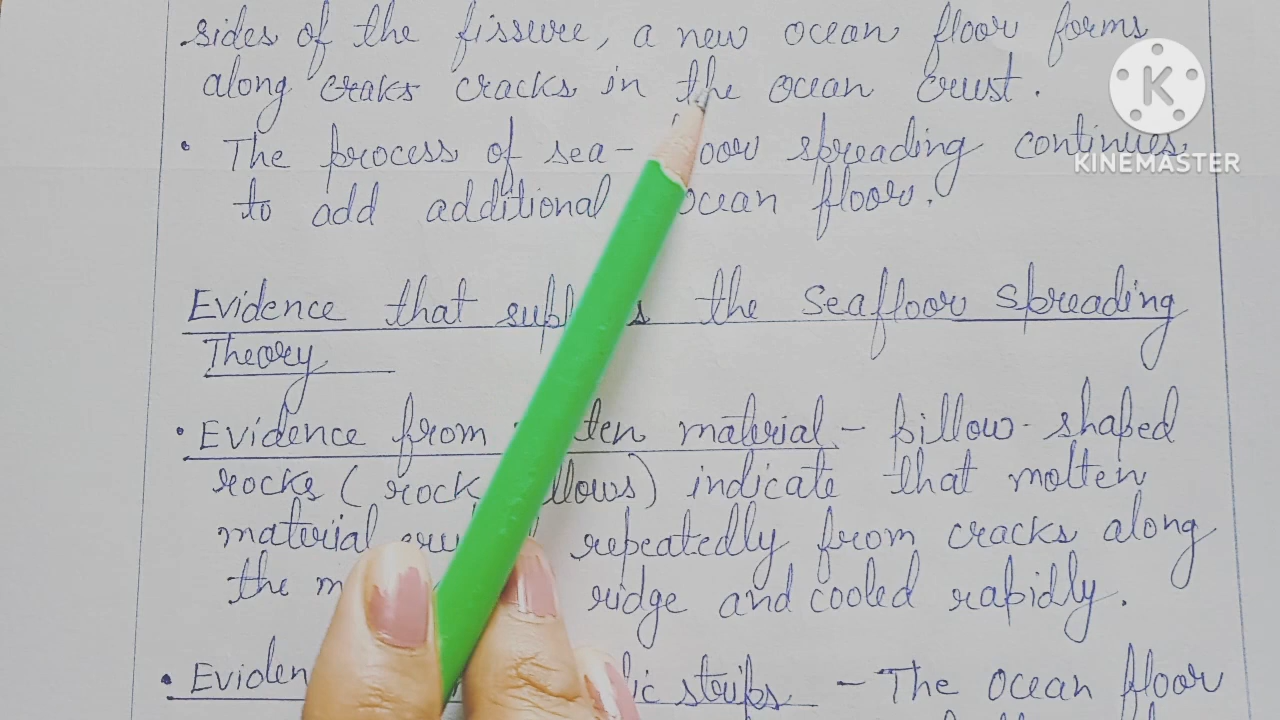 sides of the fissure, a new ocean floor forms
along craks cracks in the ocean crust.
K
KINEMASTER
• The process of sea- spreading continues
to add additional ocean floor.
Evidence that the Seafloor spreading
Theory
• Evidence from material - pillow-shaped
rocks (rock ) indicate that molten
material repeatedly from cracks along
the ridge and cooled rapidly.
• strips - The ocean floor